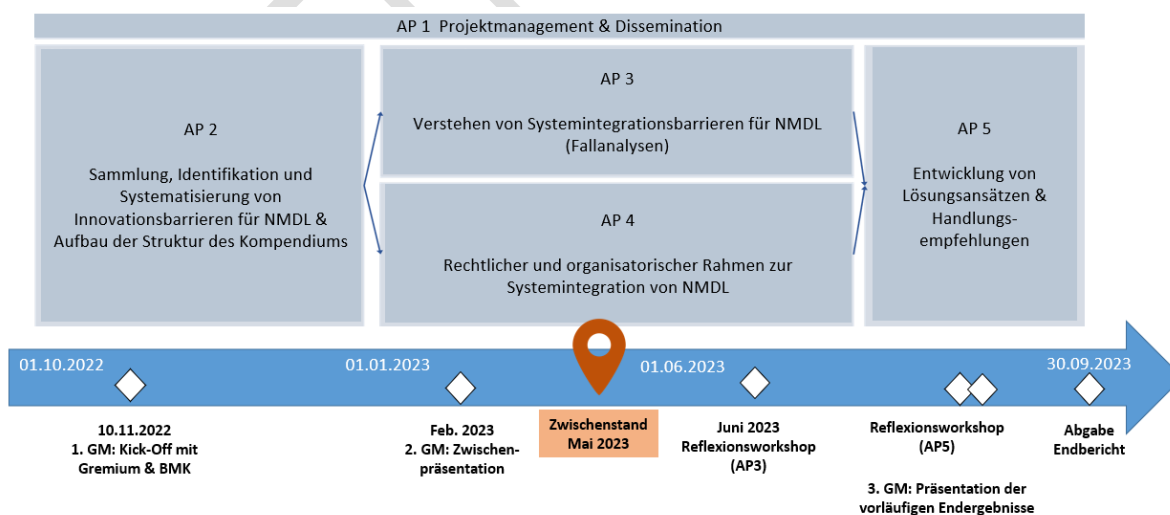 AP 1 Projektmanagement & Dissemination
AP 2
Sammlung, Identifikation und
Systematisierung von
Innovationsbarrieren für NMDL &
Aufbau der Struktur des Kompendiums
AP 3
Verstehen von Systemintegrationsbarrieren für NMDL
(Fallanalysen)
AP 4
Rechtlicher und organisatorischer Rahmen zur
Systemintegration von NMDL
AP 5
Entwicklung von
Lösungsansätzen &
Handlungs-
empfehlungen
01.10.2022
01.01.2023
01.06.2023
30.09.2023
10.11.2022
1. GM: Kick-Off mit
Gremium & BMK
Feb. 2023
2. GM: Zwischen-
präsentation
Zwischenstand
Mai 2023
Juni 2023
Reflexionsworkshop
(AP3)
Reflexionsworkshop
(AP5)
3. GM: Präsentation der
vorläufigen Endergebnisse
Abgabe
Endbericht